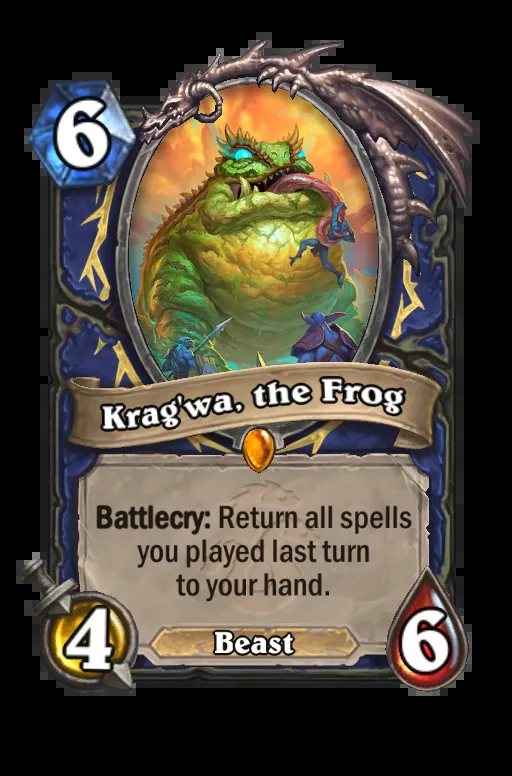 6
Krag'wa, the Frog
Battlecry: Return all spells
you played last turn
to your hand.
4
Beast
6